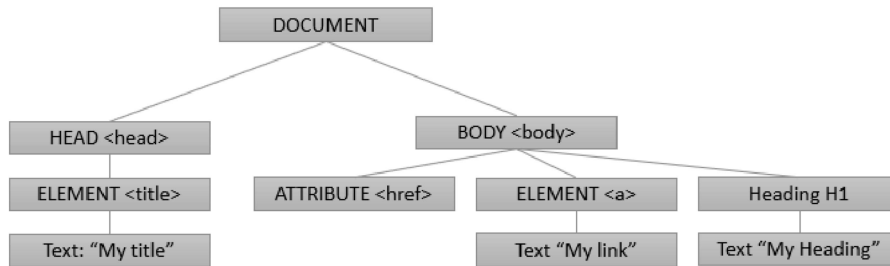 DOCUMENT
HEAD <head>
BODY <body>
ELEMENT <title>
ATTRIBUTE <href>
ELEMENT <a>
Heading H1
Text: “My title”
Text “My link”
Text “My Heading”